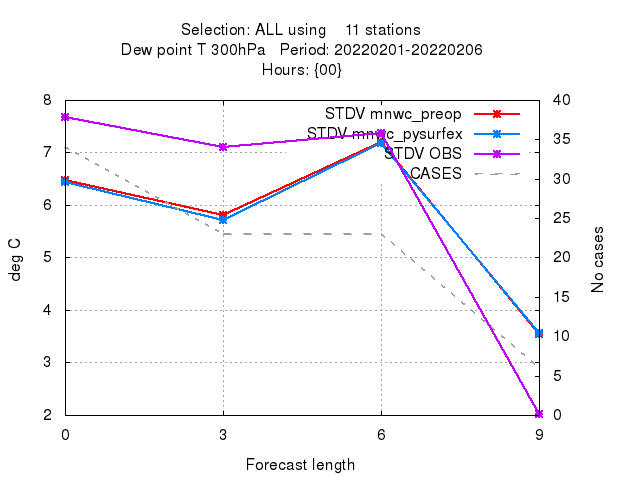 Selection: ALL using    11 stations
Dew point T 300hPa   Period: 20220201-20220206
Hours: {00}
8
7
6
5
4
3
2
deg C
40
35
30
25
20
15
10
5
0
No cases
STDV mnwc_preop
STDV mnwc_pysurfex
STDV OBS
CASES
0
3
6
9
Forecast length